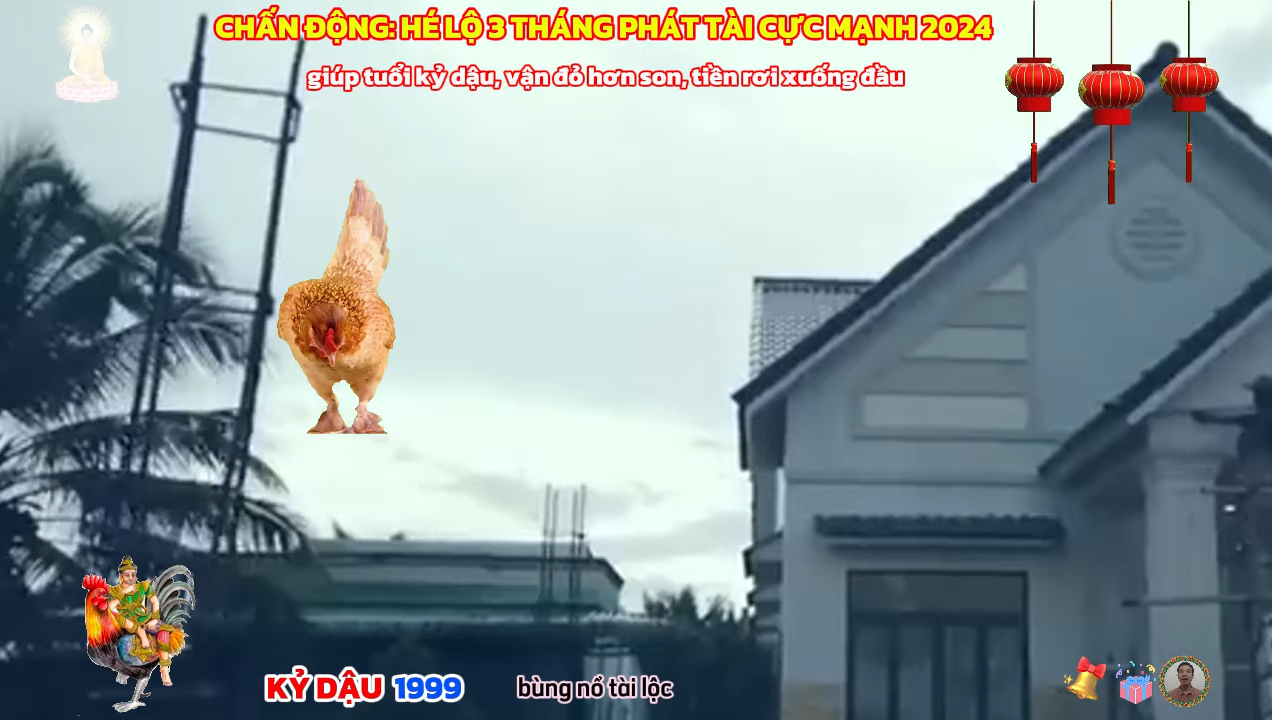 CHẤN ĐỘNG: HÉ LỘ 3 THÁNG PHÁT TÀI CỰC MẠNH 2024
giúp tuổi kỷ dậu, vận đỏ hơn son, tiền rơi xuống đầu
KỶ DẬU 1999 bùng nổ tài lộc